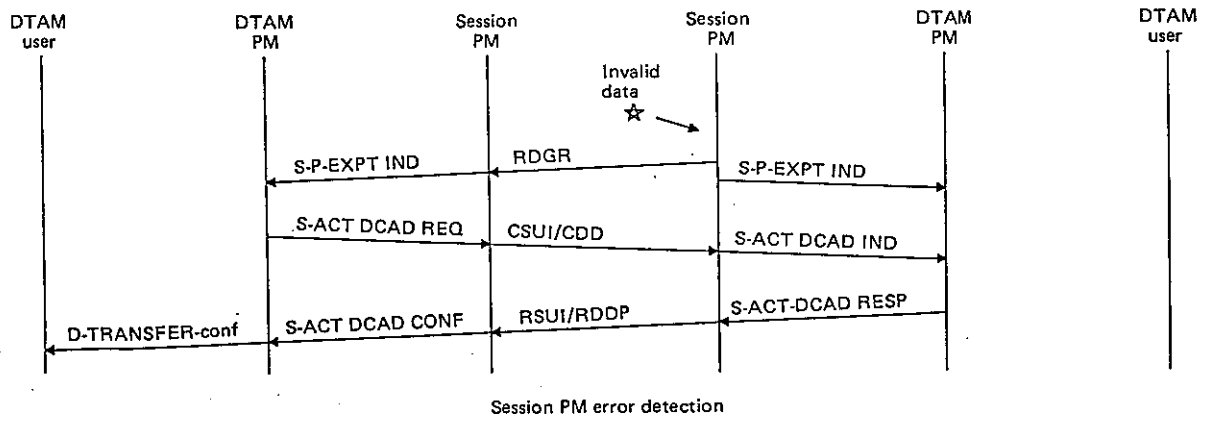 DTAM
user
DTAM
PM
Session
PM
Session
PM
DTAM
PM
DTAM
user
Invalid
data
S-P-EXPT IND
RDGR
S-P-EXPT IND
S-ACT DCAD REQ
CSUI/CDD
S-ACT DCAD IND
D-TRANSFER-conf
S-ACT DCAD CONF
RSUI/RDDP
S-ACT-DCAD RESP
Session PM error detection